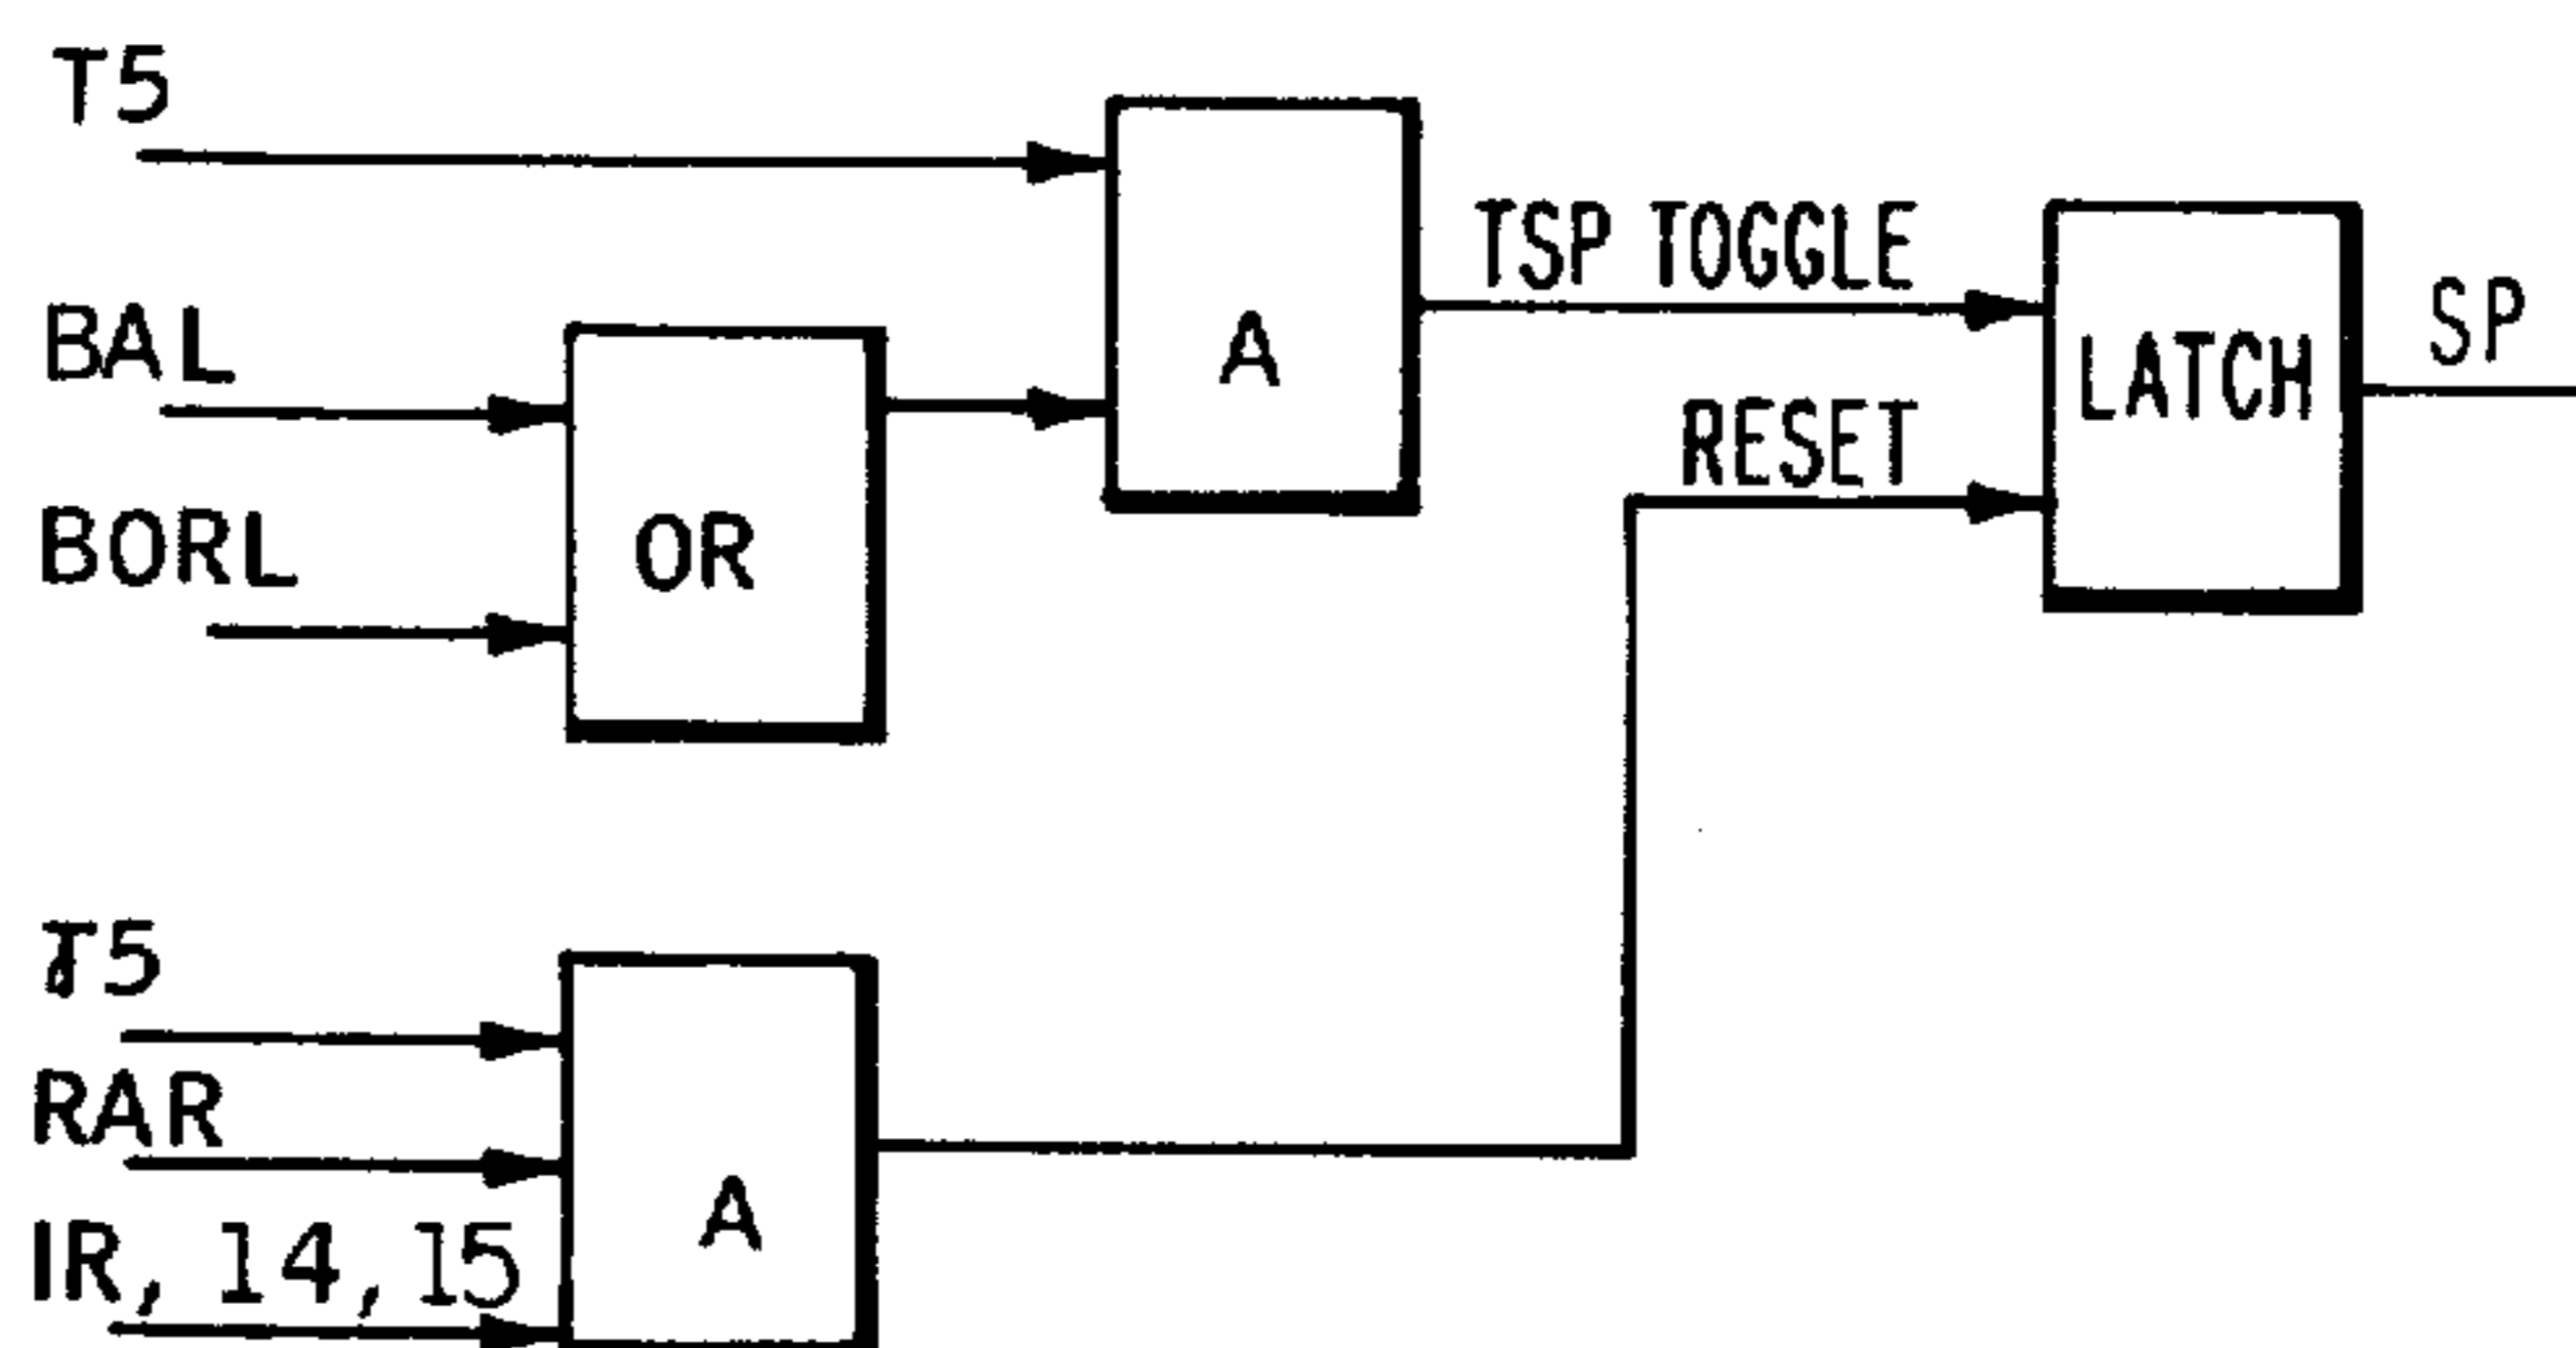 T5
A
TSP TOGGLE
BAL
SP
LATCH
RESET
BORL
OR
T5
RAR
A
IR, 14, 15